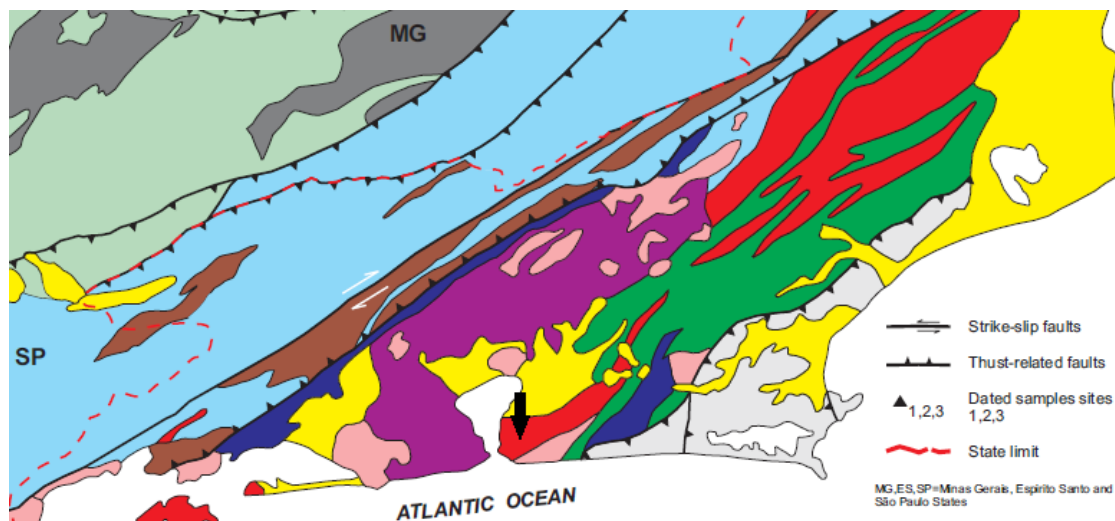 MG
SP
Strike-slip faults
Thust-related faults
Dated samples sites
1,2,3
1,2,3
State limit
MG,ES,SP=Minas Gerais, Espirito Santo and
São Paulo States
ATLANTIC OCEAN